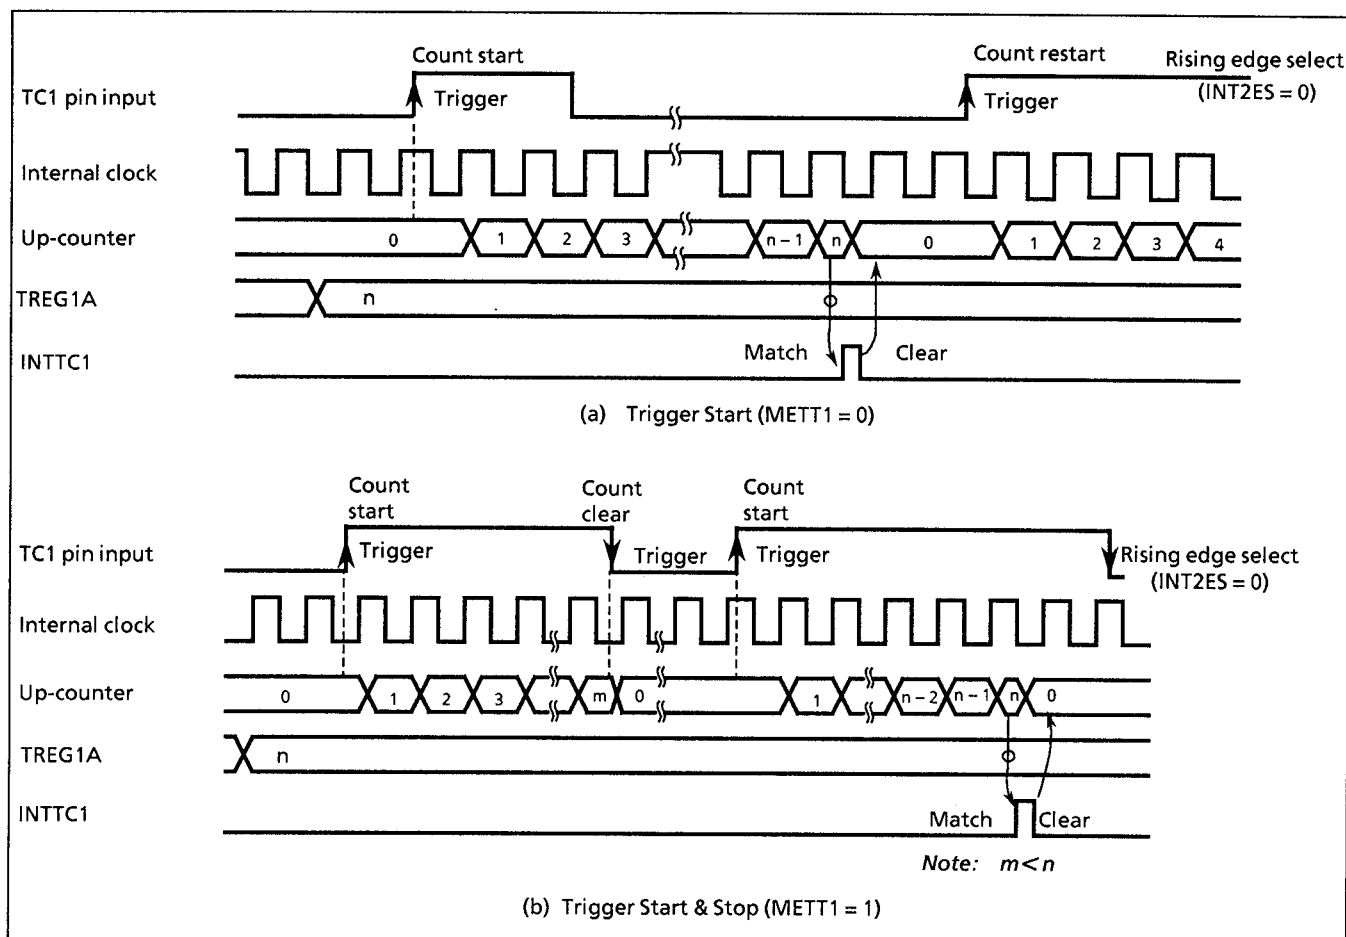 Count start
Count restart
Rising edge select
(INT2ES = 0)
TC1 pin input
Trigger
Trigger
Internal clock
Up-counter
0 1 2 3 n-1 n 0 1 2 3 4
TREG1A
n
INTTC1
Match
Clear
(a) Trigger Start (METT1 = 0)
Count
start
Count
clear
Count
start
TC1 pin input
Trigger
Trigger
Trigger
Rising edge select
(INT2ES = 0)
Internal clock
Up-counter
0 1 2 3 m 0 1 n-2 n-1 n 0
TREG1A
n
INTTC1
Match
Clear
Note: m<n
(b) Trigger Start & Stop (METT1 = 1)